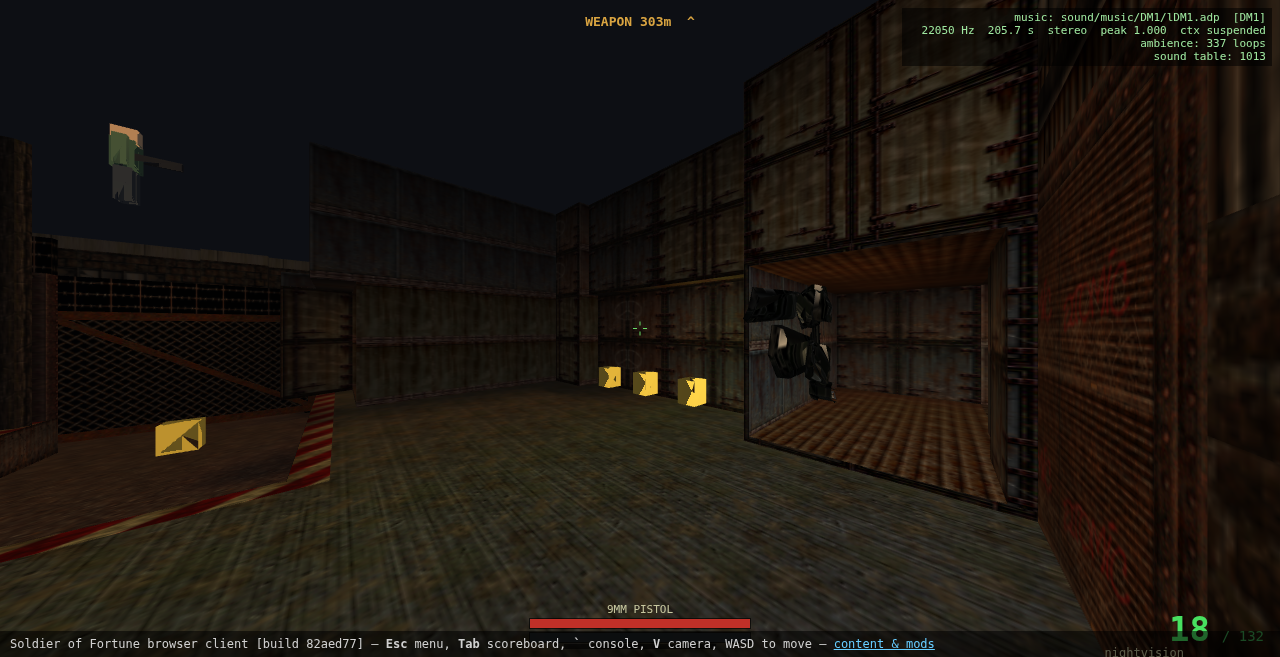 WEAPON 303m ^
music: sound/music/DM1/lDM1.adp [DM1]
22050 Hz 205.7 s stereo peak 1.000 ctx suspended
ambience: 337 loops
sound table: 1013
9MM PISTOL
18 / 132
Soldier of Fortune browser client [build 82aed77] — Esc menu, Tab scoreboard, ` console, V camera, WASD to move — content & mods
nightvision